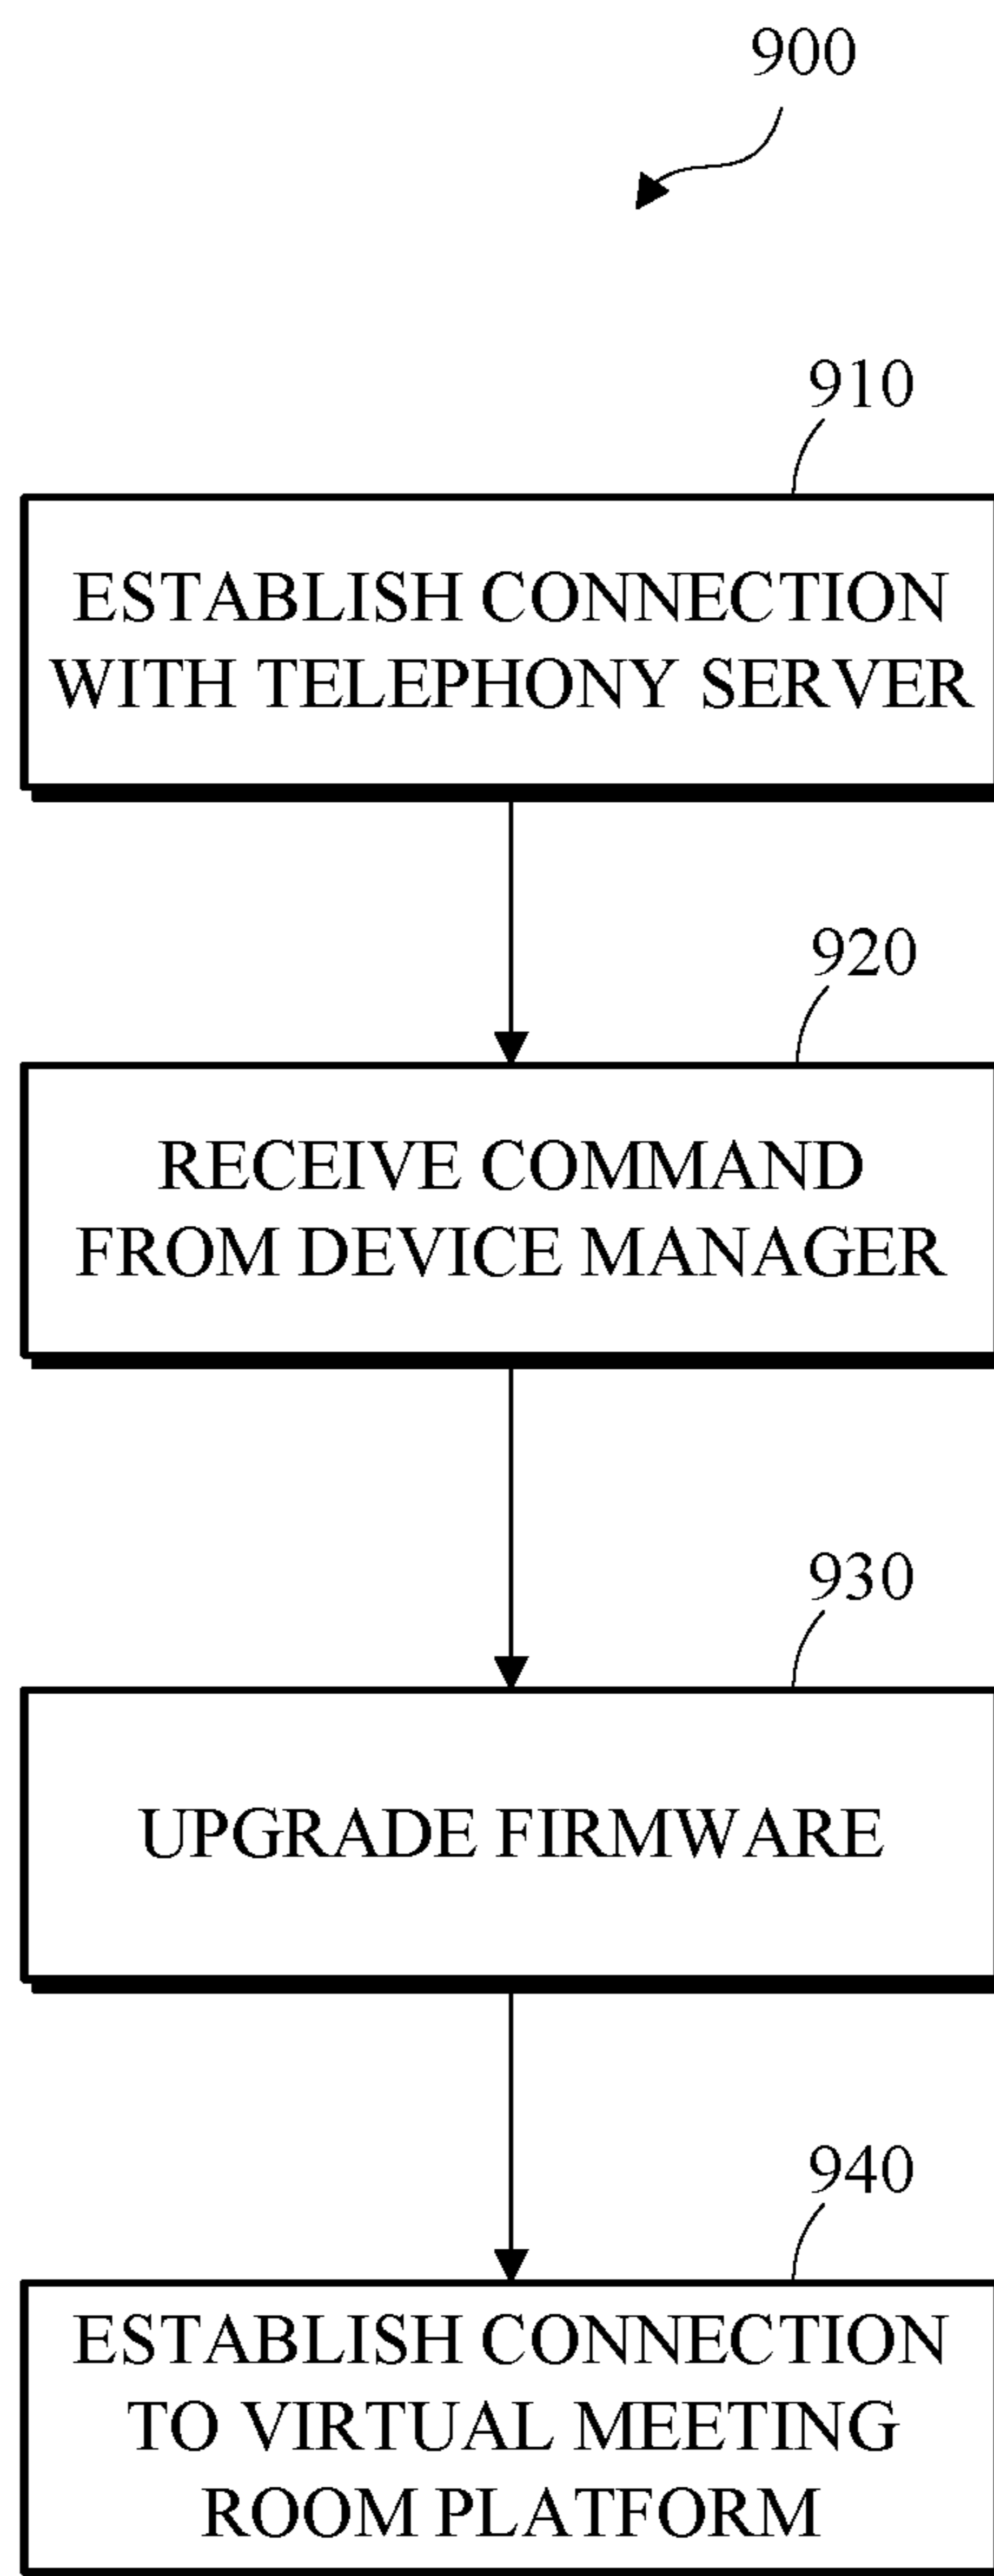 900
910
ESTABLISH CONNECTION
WITH TELEPHONY SERVER
920
RECEIVE COMMAND
FROM DEVICE MANAGER
930
UPGRADE FIRMWARE
940
ESTABLISH CONNECTION
TO VIRTUAL MEETING
ROOM PLATFORM